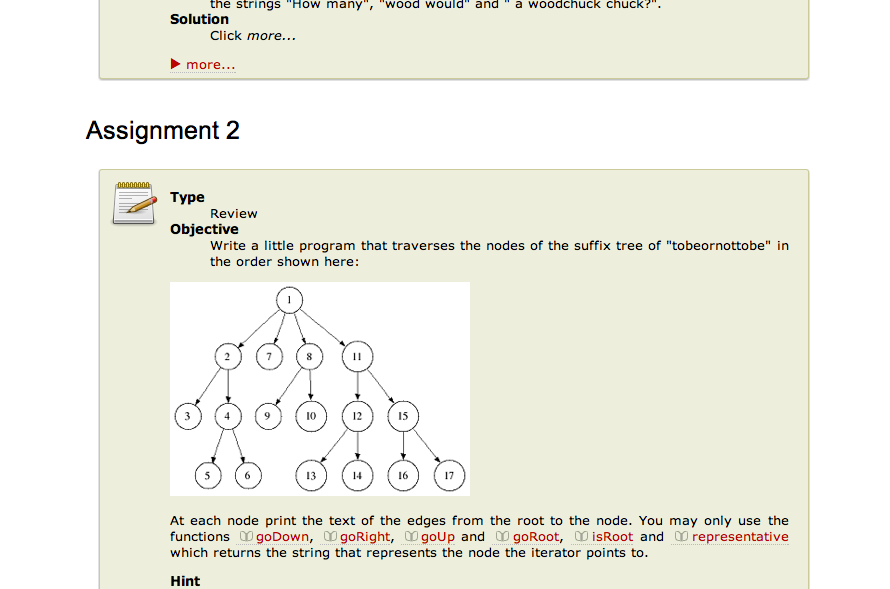 the strings "How many", "wood would" and " a woodchuck chuck?".
Solution
Click more...
more...
Assignment 2
Type
Review
Objective
Write a little program that traverses the nodes of the suffix tree of "tobeornottobe" in
the order shown here:
1
2 7 8 11
3 4 9 10 12 15
5 6 13 14 16 17
At each node print the text of the edges from the root to the node. You may only use the
functions goDown, goRight, goUp and goRoot, isRoot and representative
which returns the string that represents the node the iterator points to.
Hint